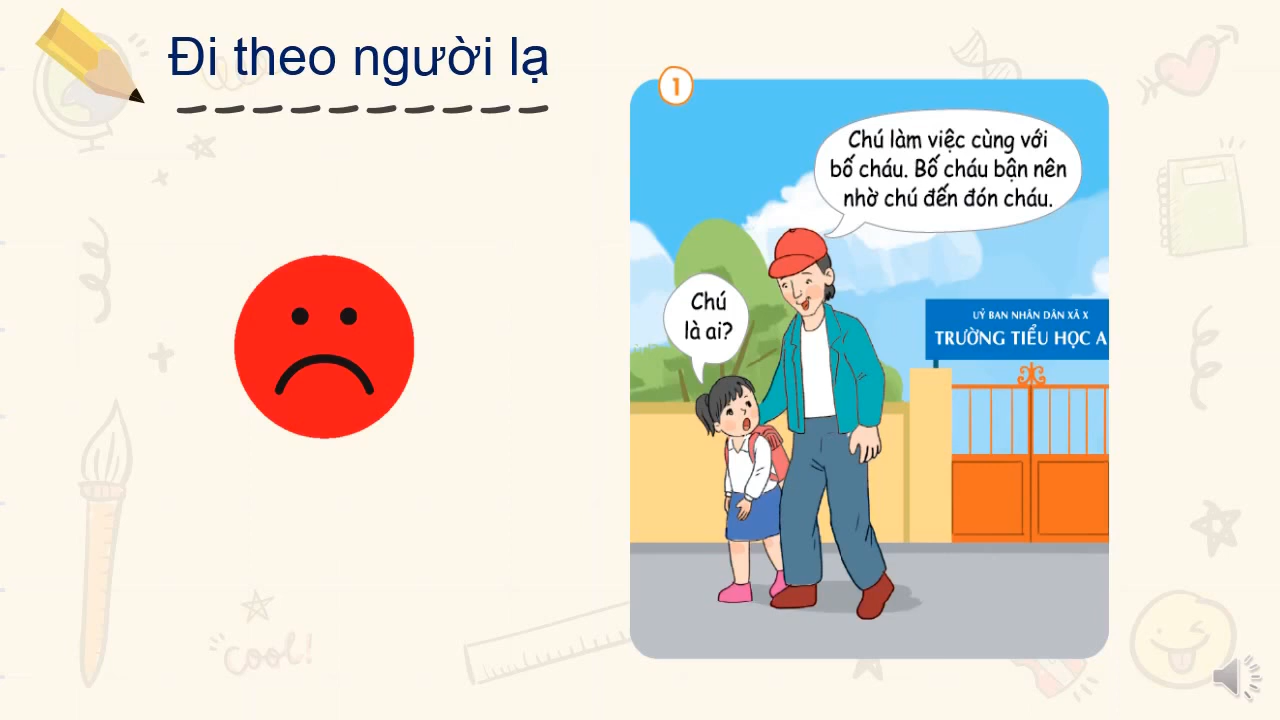 Đi theo người lạ
1
Chú làm việc cùng với
bố cháu. Bố cháu bận nên
nhờ chú đến đón cháu.
Chú
là ai?
UỶ BAN NHÂN DÂN XÃ X
TRƯỜNG TIỂU HỌC A
cool!